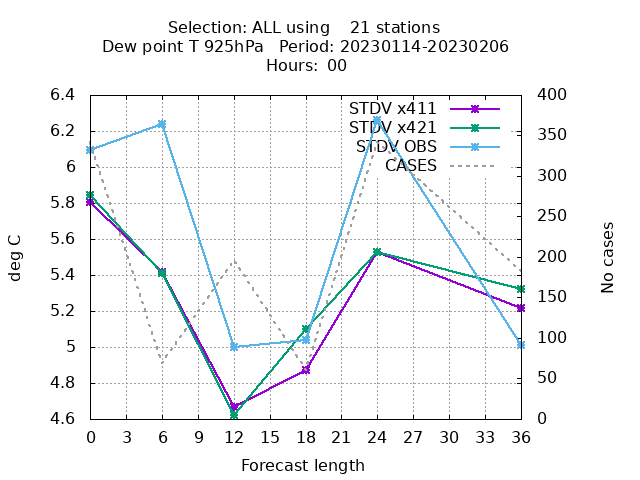 Selection: ALL using    21 stations
Dew point T 925hPa   Period: 20230114-20230206
Hours: 00
STDV x411
STDV x421
STDV OBS
CASES
deg C
No cases
6.4
6.2
6
5.8
5.6
5.4
5.2
5
4.8
4.6
400
350
300
250
200
150
100
50
0
0 3 6 9 12 15 18 21 24 27 30 33 36
Forecast length